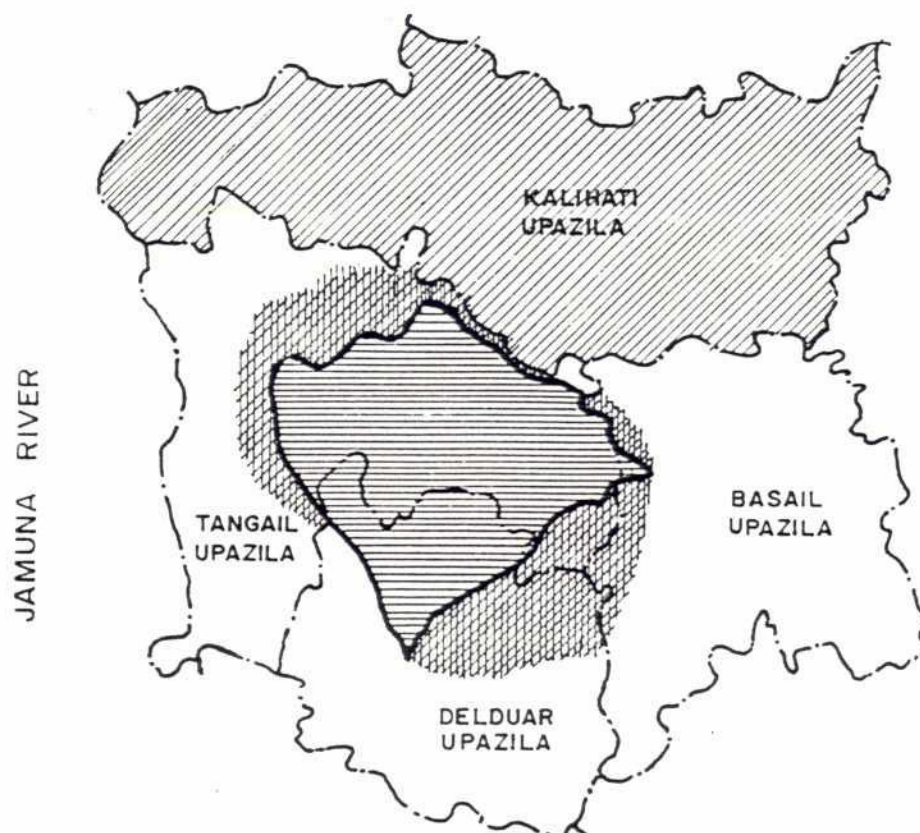 KALIHATI
UPAZILA
JAMUNA RIVER
TANGAIL
UPAZILA
BASAIL
UPAZILA
DELDUAR
UPAZILA